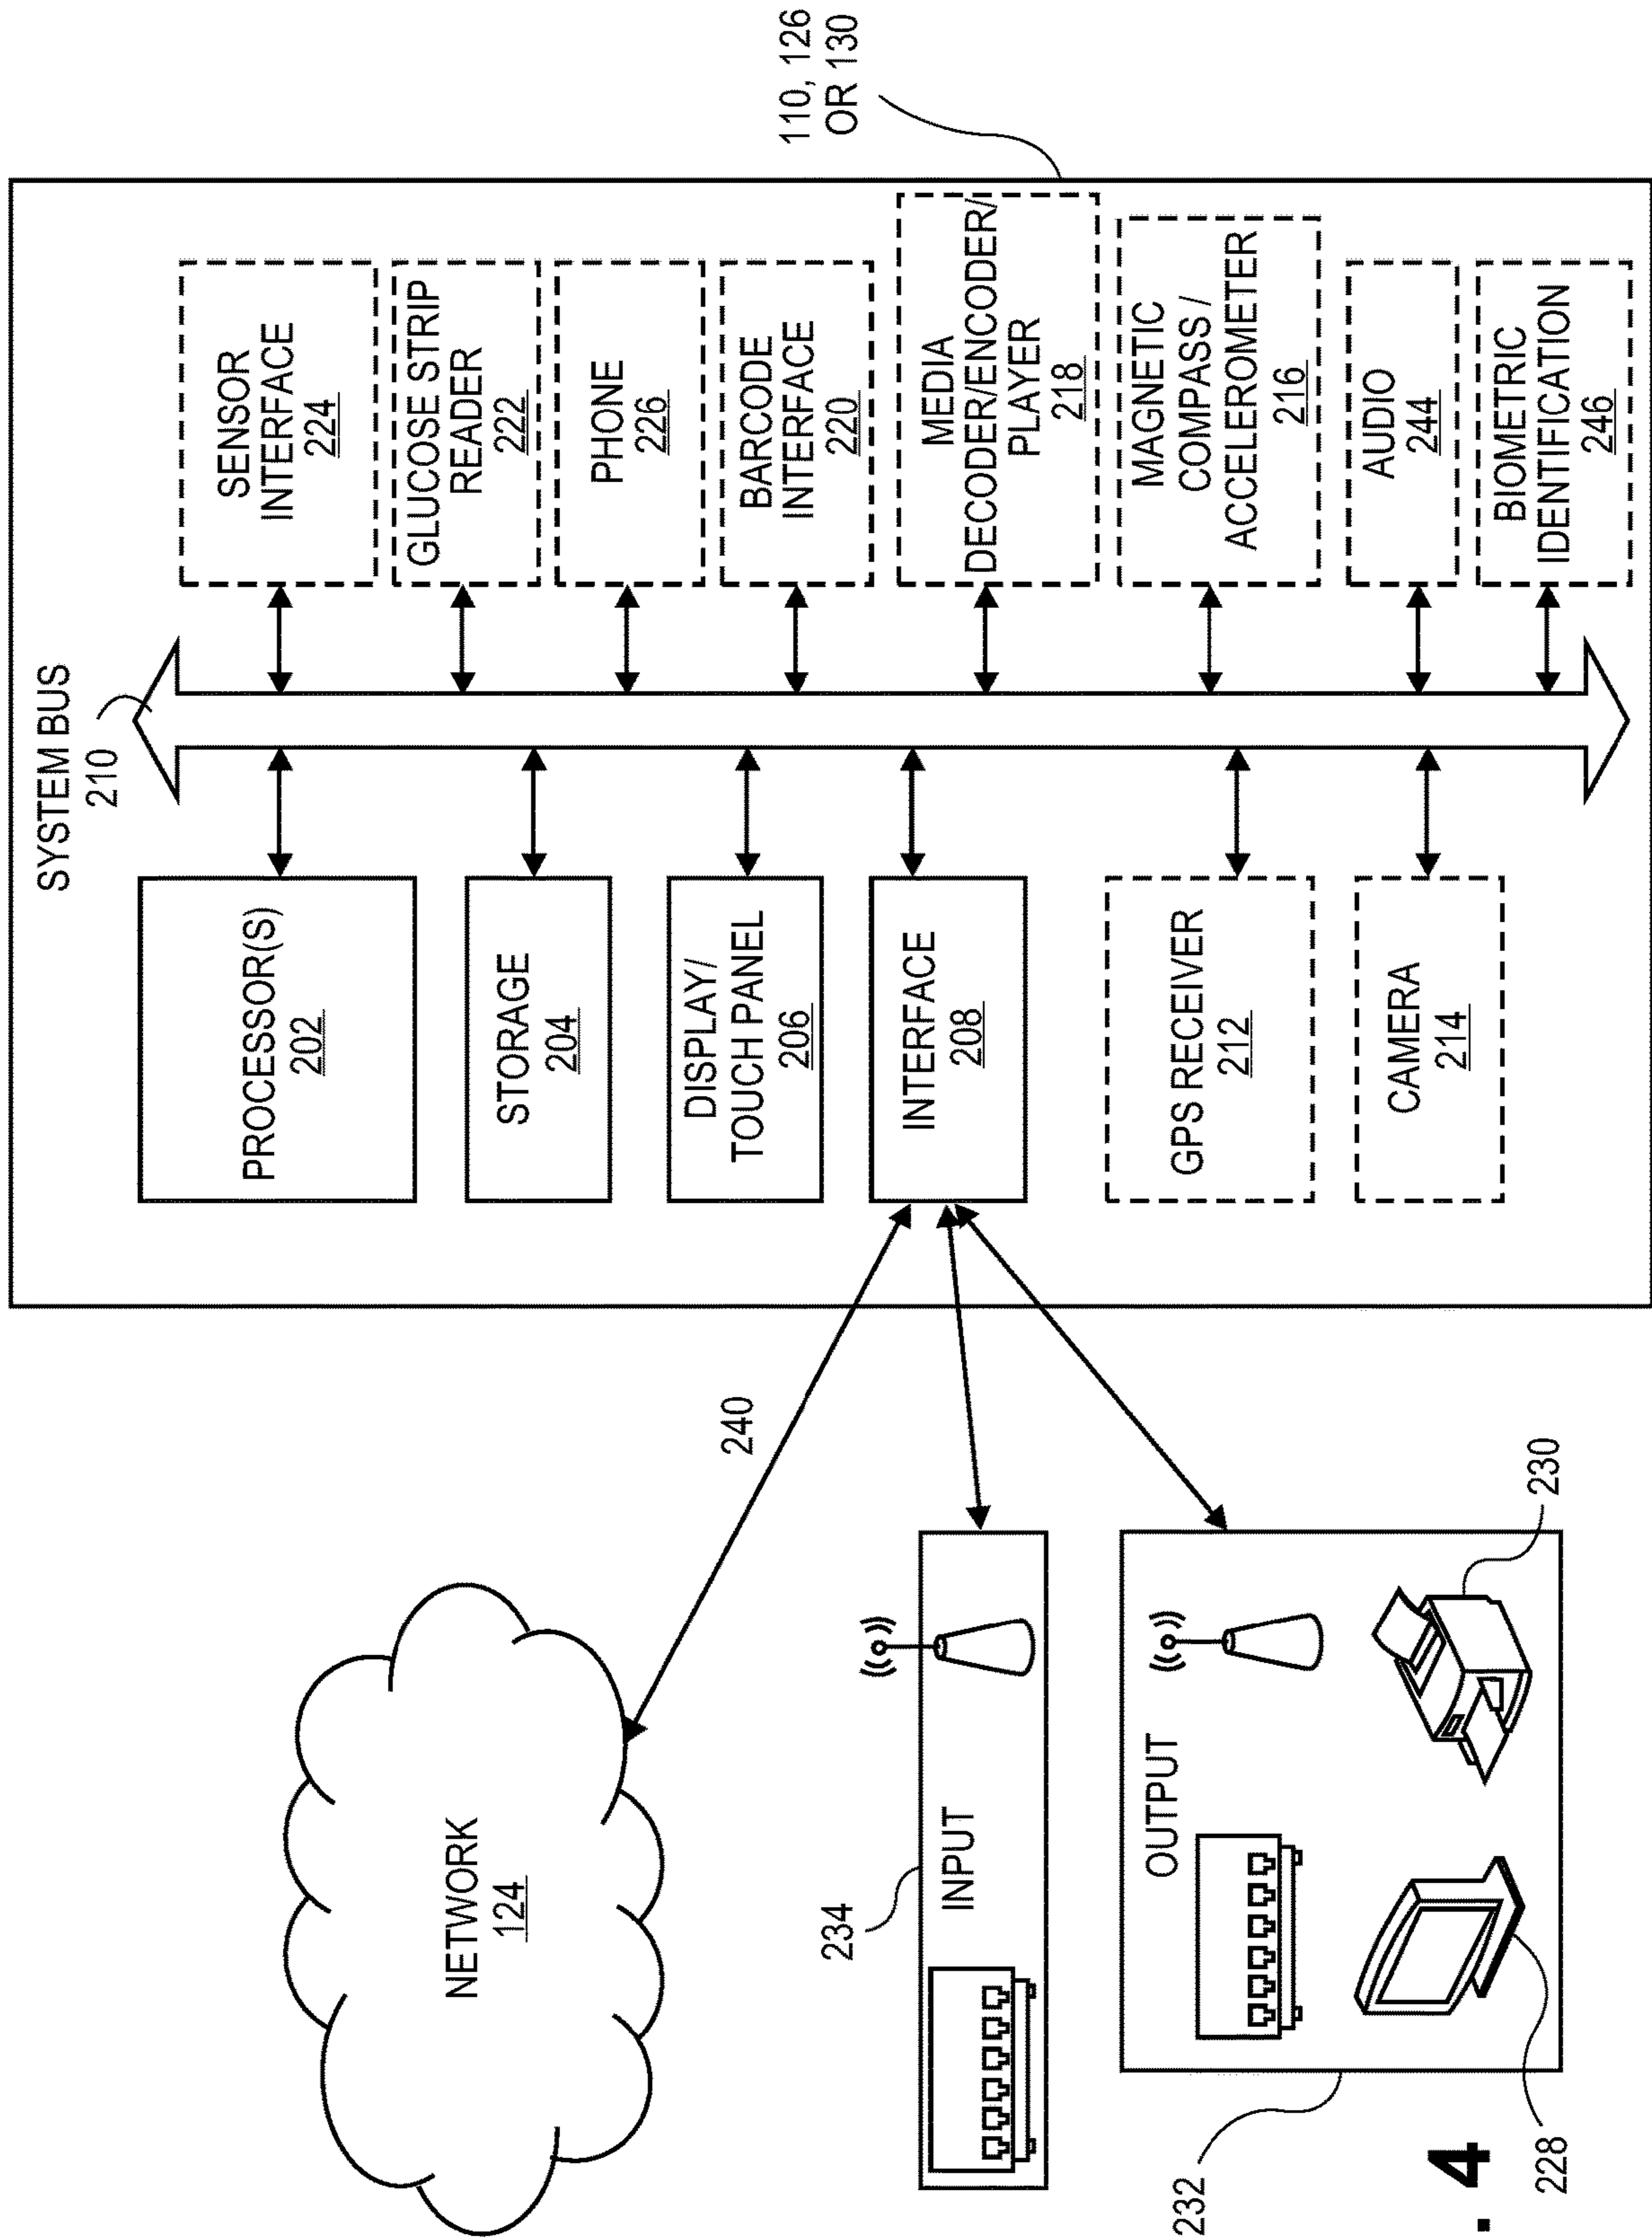 110, 126
OR 130
SYSTEM BUS
210
PROCESSOR(S)
202
STORAGE
204
DISPLAY/
TOUCH PANEL
206
INTERFACE
208
GPS RECEIVER
212
CAMERA
214
SENSOR
INTERFACE
224
GLUCOSE STRIP
READER
222
PHONE
226
BARCODE
INTERFACE
220
MEDIA
DECODER/ENCODER/
PLAYER
218
MAGNETIC
COMPASS /
ACCELEROMETER
216
AUDIO
244
BIOMETRIC
IDENTIFICATION
246
NETWORK
124
240
234
INPUT
OUTPUT
230
232
228
. 4